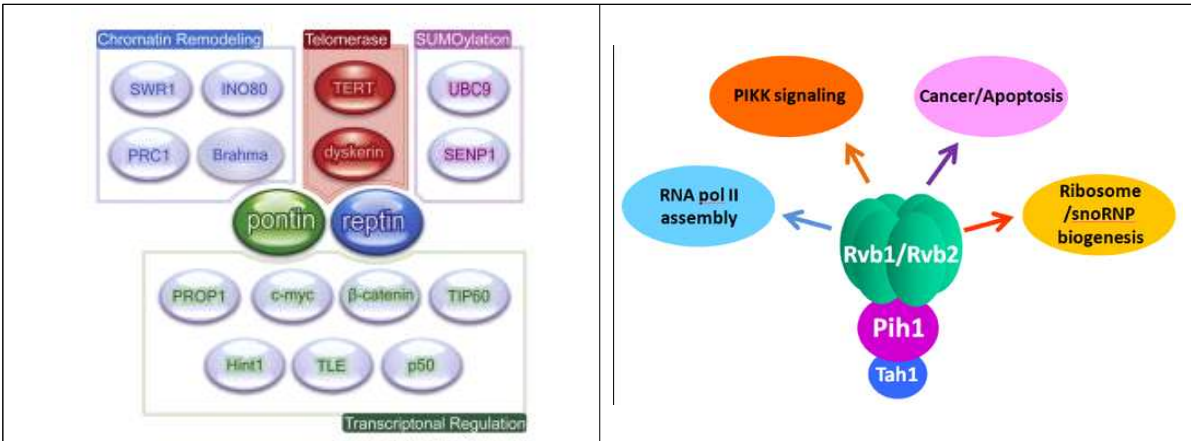 Chromatin Remodeling
Telomerase
SUMOylation
SWR1 INO80
TERT
UBC9
PRC1 Brahma
dyskerin
SENP1
pontin reptin
PROP1 c-myc β-catenin TIP60
Hint1 TLE p50
Transcriptonal Regulation
PIKK signaling
Cancer/Apoptosis
RNA pol II
assembly
Ribosome
/snoRNP
biogenesis
Rvb1/Rvb2
Pih1
Tah1